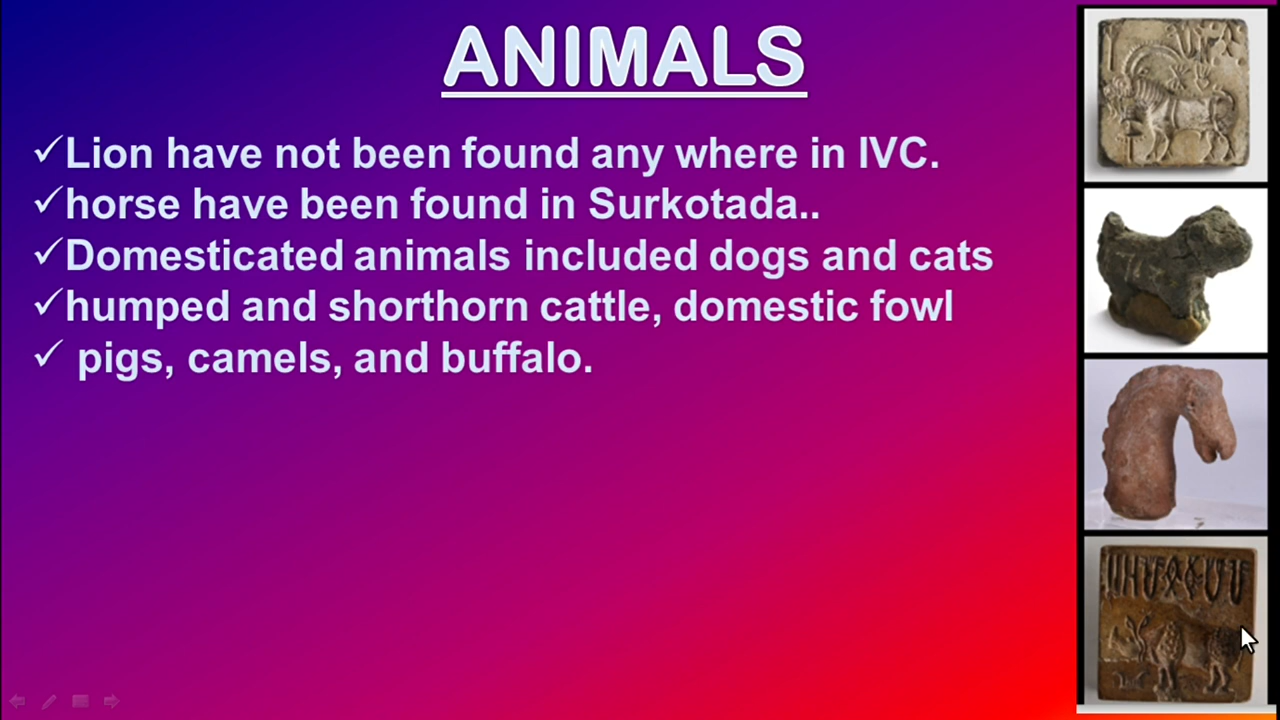 ANIMALS
✓Lion have not been found any where in IVC.
✓horse have been found in Surkotada..
✓Domesticated animals included dogs and cats
✓humped and shorthorn cattle, domestic fowl
✓ pigs, camels, and buffalo.